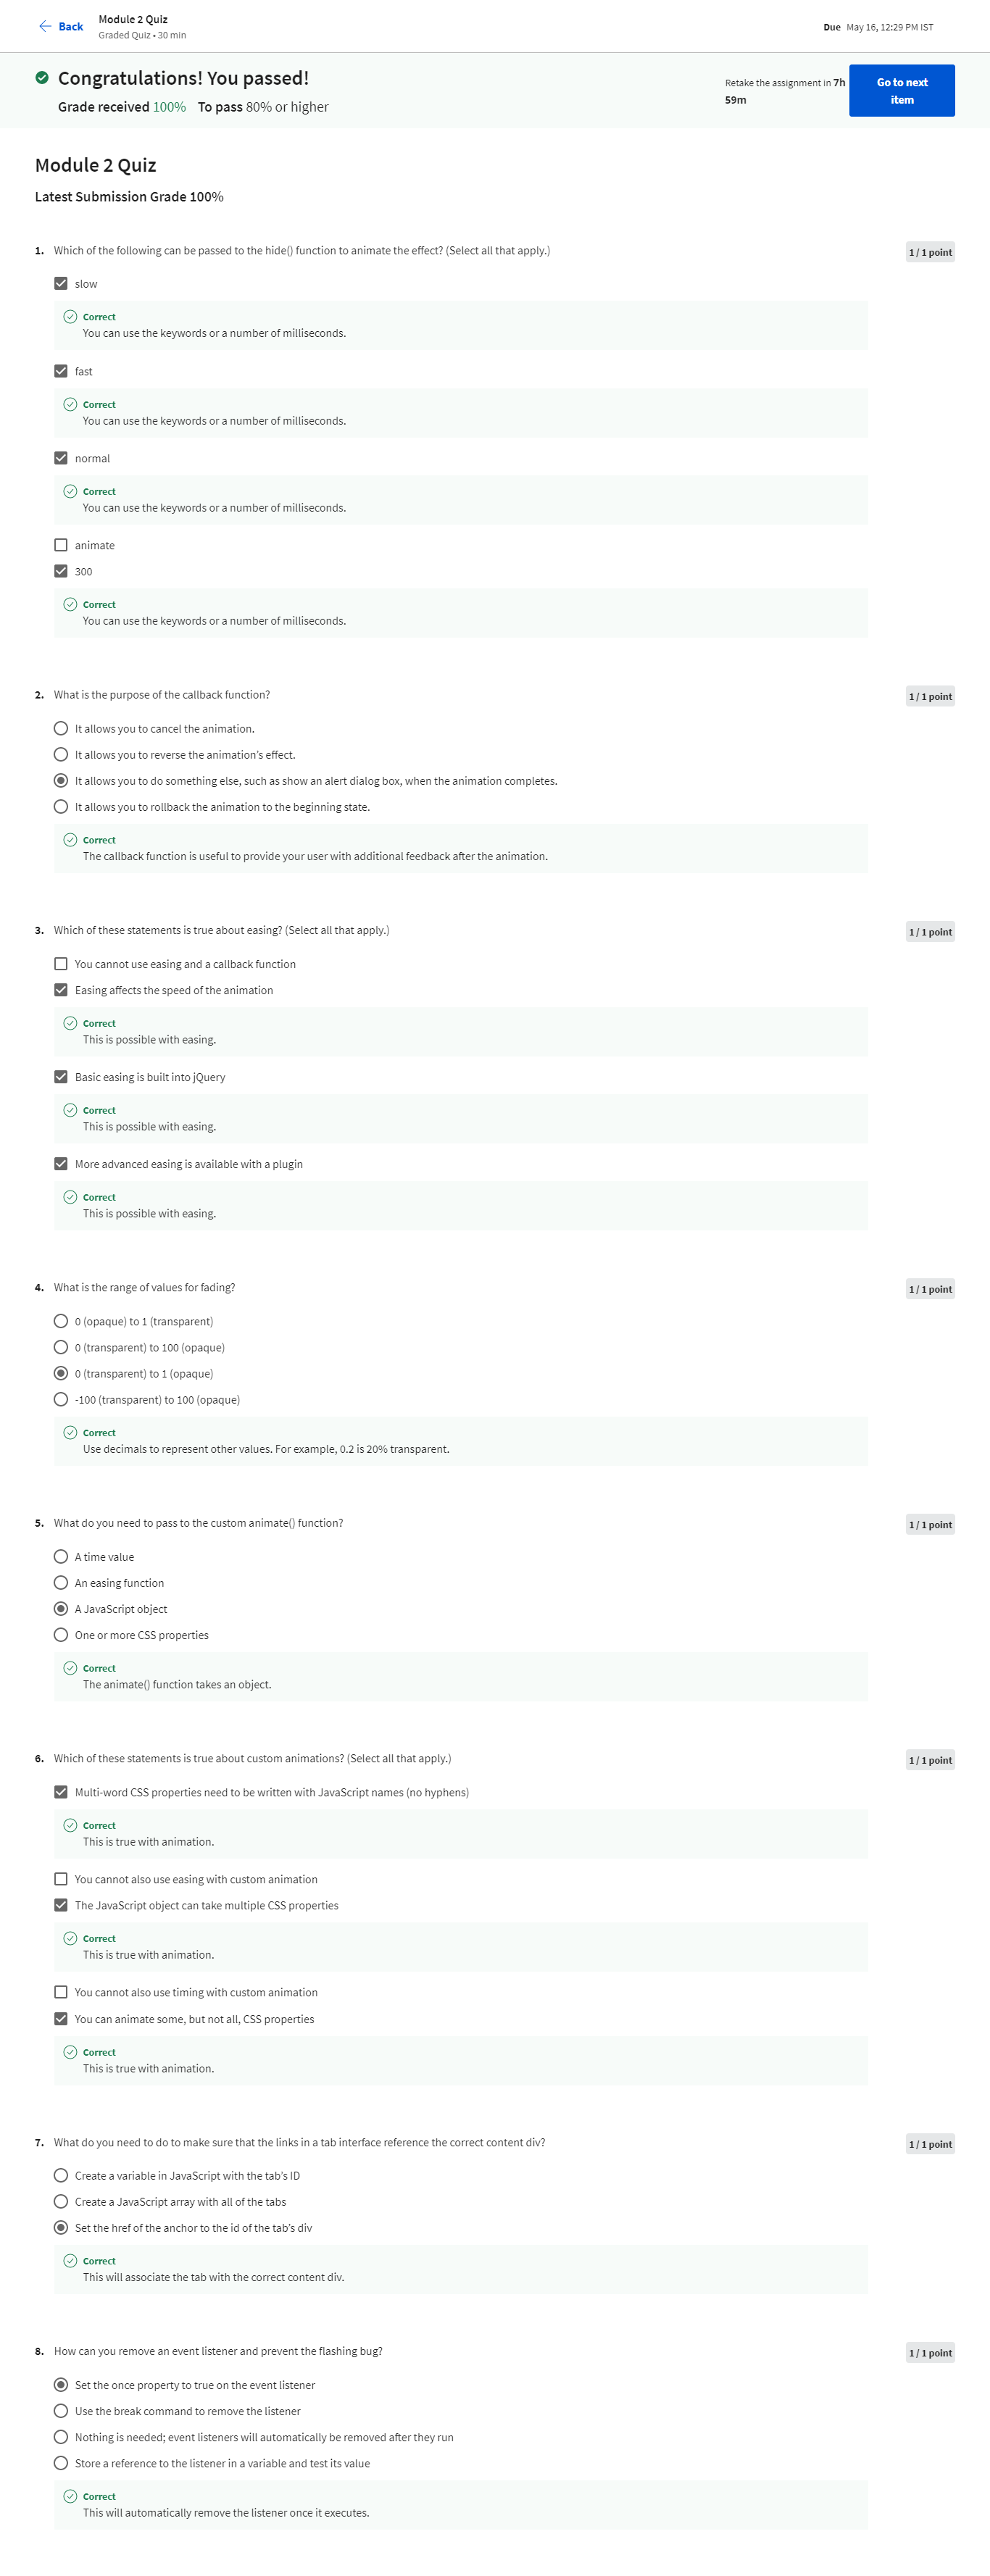 Back
Module 2 Quiz
Graded Quiz • 30 min
Due May 16, 12:29 PM IST
Congratulations! You passed!
Grade received 100% To pass 80% or higher
Retake the assignment in 7h
59m
Go to next
item
Module 2 Quiz
Latest Submission Grade 100%
1. Which of the following can be passed to the hide() function to animate the effect? (Select all that apply.)
1 / 1 point
slow
Correct
You can use the keywords or a number of milliseconds.
fast
Correct
You can use the keywords or a number of milliseconds.
normal
Correct
You can use the keywords or a number of milliseconds.
animate
300
Correct
You can use the keywords or a number of milliseconds.
2. What is the purpose of the callback function?
1 / 1 point
It allows you to cancel the animation.
It allows you to reverse the animation’s effect.
It allows you to do something else, such as show an alert dialog box, when the animation completes.
It allows you to rollback the animation to the beginning state.
Correct
The callback function is useful to provide your user with additional feedback after the animation.
3. Which of these statements is true about easing? (Select all that apply.)
1 / 1 point
You cannot use easing and a callback function
Easing affects the speed of the animation
Correct
This is possible with easing.
Basic easing is built into jQuery
Correct
This is possible with easing.
More advanced easing is available with a plugin
Correct
This is possible with easing.
4. What is the range of values for fading?
1 / 1 point
0 (opaque) to 1 (transparent)
0 (transparent) to 100 (opaque)
0 (transparent) to 1 (opaque)
-100 (transparent) to 100 (opaque)
Correct
Use decimals to represent other values. For example, 0.2 is 20% transparent.
5. What do you need to pass to the custom animate() function?
1 / 1 point
A time value
An easing function
A JavaScript object
One or more CSS properties
Correct
The animate() function takes an object.
6. Which of these statements is true about custom animations? (Select all that apply.)
1 / 1 point
Multi-word CSS properties need to be written with JavaScript names (no hyphens)
Correct
This is true with animation.
You cannot also use easing with custom animation
The JavaScript object can take multiple CSS properties
Correct
This is true with animation.
You cannot also use timing with custom animation
You can animate some, but not all, CSS properties
Correct
This is true with animation.
7. What do you need to do to make sure that the links in a tab interface reference the correct content div?
1 / 1 point
Create a variable in JavaScript with the tab’s ID
Create a JavaScript array with all of the tabs
Set the href of the anchor to the id of the tab’s div
Correct
This will associate the tab with the correct content div.
8. How can you remove an event listener and prevent the flashing bug?
1 / 1 point
Set the once property to true on the event listener
Use the break command to remove the listener
Nothing is needed; event listeners will automatically be removed after they run
Store a reference to the listener in a variable and test its value
Correct
This will automatically remove the listener once it executes.